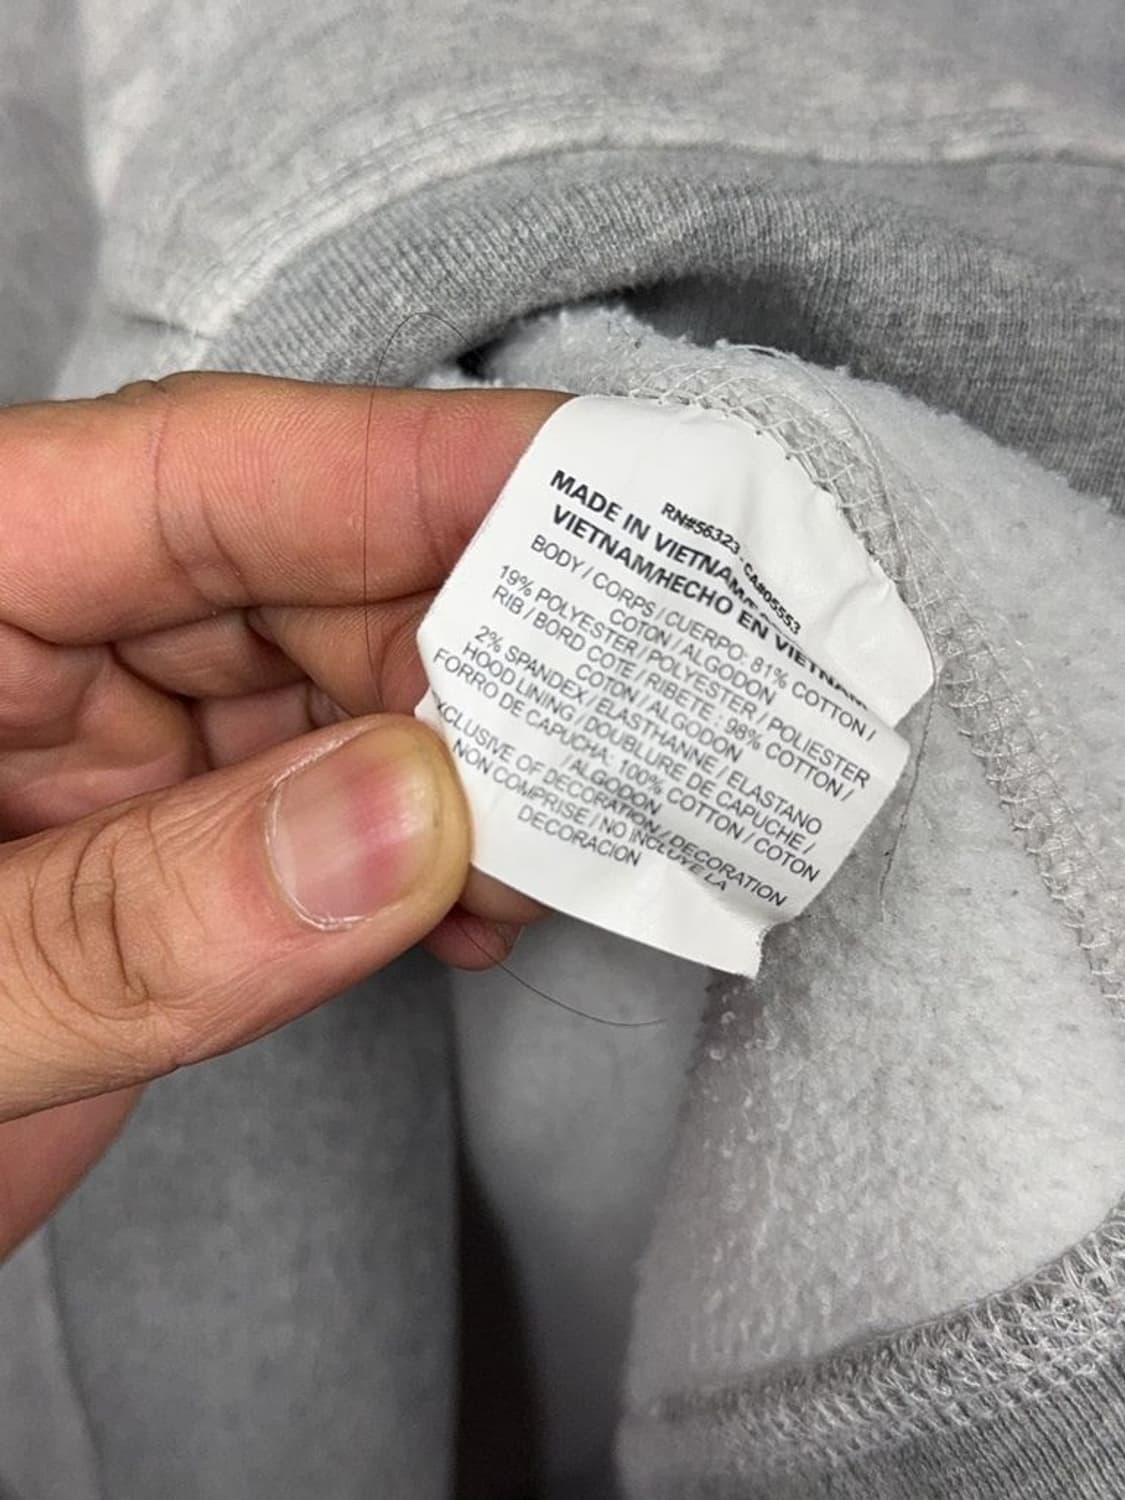 RN#56323 · CA#05553
MADE IN VIETNAM/
VIETNAM/HECHO EN VIETNAM
BODY / CORPS / CUERPO: 81% COTTON /
COTON / ALGODON
19% POLYESTER / POLYESTER / POLIESTER
RIB / BORD COTE / RIBETE : 98% COTTON /
COTON / ALGODON
2% SPANDEX / ELASTHANNE / ELASTANO
HOOD LINING / DOUBLURE DE CAPUCHE /
FORRO DE CAPUCHA: 100% COTTON / COTON
/ ALGODON
XCLUSIVE OF DECORATION / DECORATION
NON COMPRISE / NO INCLUYE LA
DECORACION